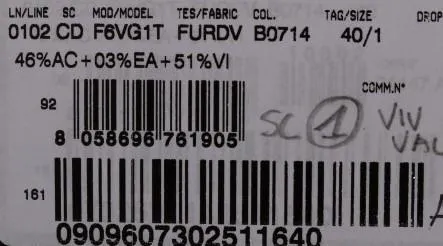 LN/LINE SC MOD/MODEL TES/FABRIC COL. TAG/SIZE DROP
0102 CD F6VG1T FURDV B0714 40/1
46%AC+03%EA+51%VI
COMM.N°
92
8 058696 761905
SC 1 VIV
VAL
161
0909607302511640